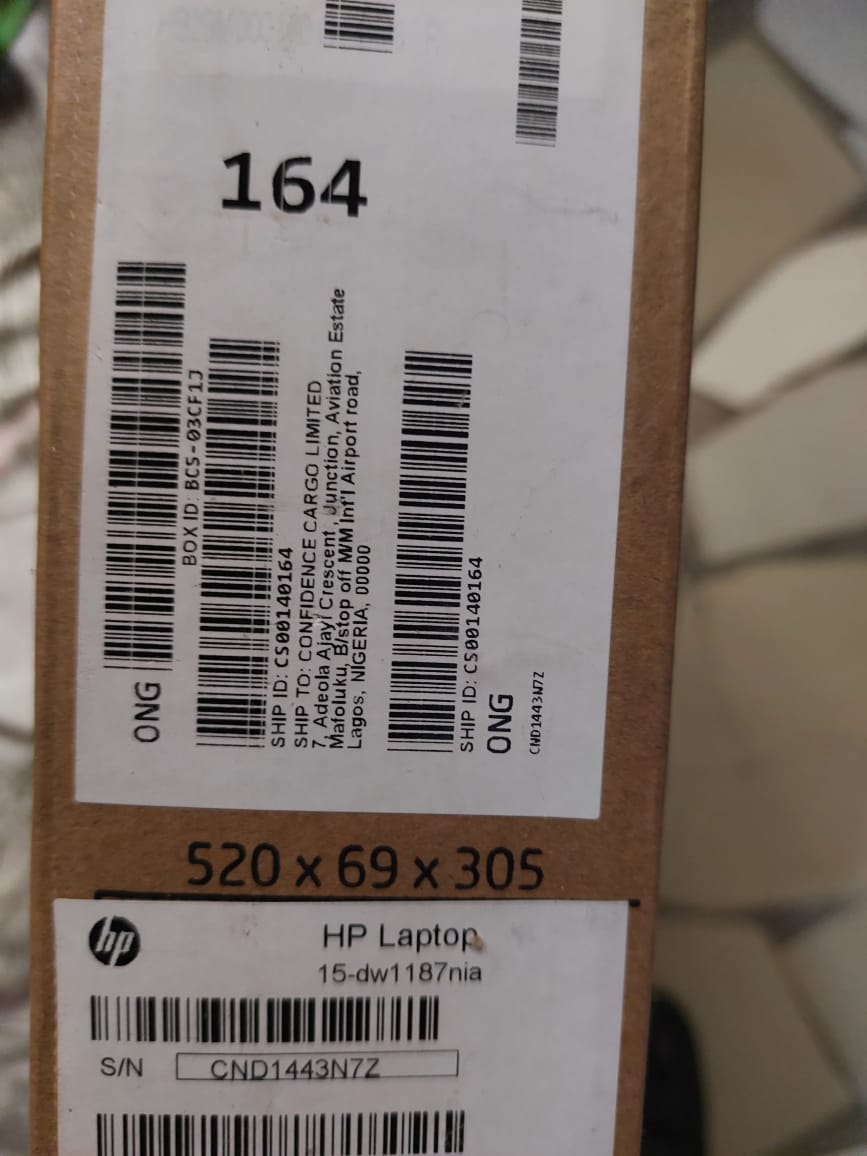 164
BOX ID: BCS-03CF1J
ONG
SHIP ID: CS00140164
SHIP TO: CONFIDENCE CARGO LIMITED
7, Adeola Ajayi Crescent, Junction, Aviation Estate
Mafoluku, B/stop off M/M Int'l Airport road,
Lagos, NIGERIA, 00000
SHIP ID: CS00140164
ONG
CND1443N7Z
520 x 69 x 305
hp
HP Laptop
15-dw1187nia
S/N CND1443N7Z